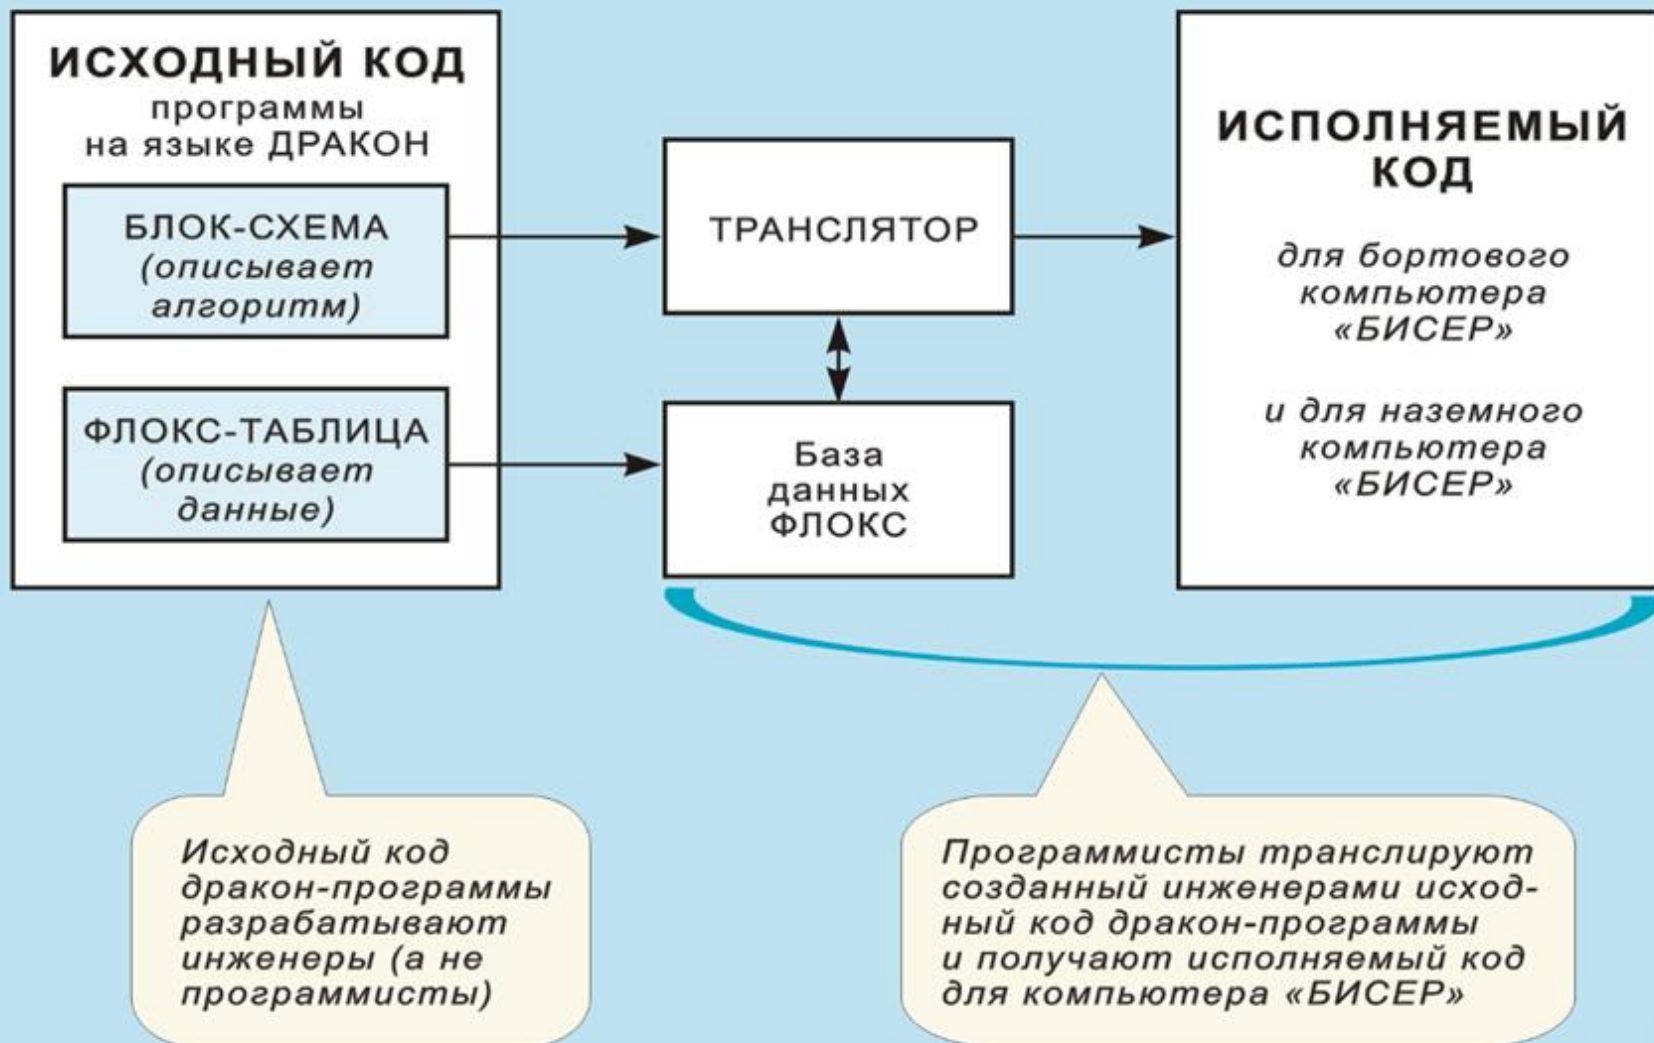 ИСХОДНЫЙ КОД
программы
на языке ДРАКОН
БЛОК-СХЕМА
(описывает
алгоритм)
ФЛОКС-ТАБЛИЦА
(описывает
данные)
ТРАНСЛЯТОР
База
данных
ФЛОКС
ИСПОЛНЯЕМЫЙ
КОД
для бортового
компьютера
«БИСЕР»
и для наземного
компьютера
«БИСЕР»
Исходный код
дракон-программы
разрабатывают
инженеры (а не
программисты)
Программисты транслируют
созданный инженерами исход-
ный код дракон-программы
и получают исполняемый код
для компьютера «БИСЕР»